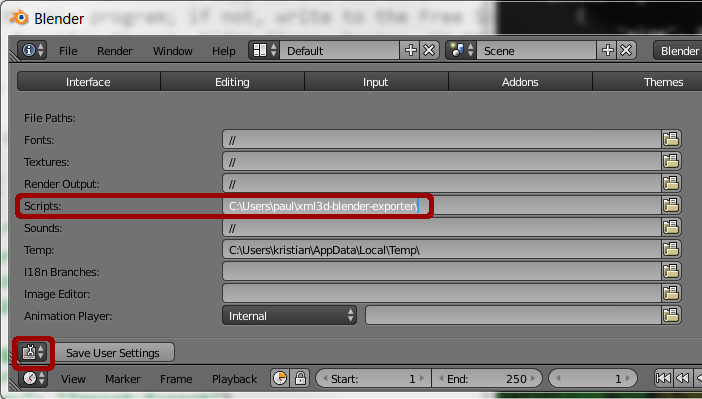 program; if not, write to the Free S
Blender
File Render Window Help Default Scene Blender
Interface Editing Input Addons Themes
File Paths:
Fonts: //
Textures: //
Render Output: //
Scripts: C:\Users\paul\xml3d-blender-exporter\
Sounds: //
Temp: C:\Users\kristian\AppData\Local\Temp\
I18n Branches:
Image Editor:
Animation Player: Internal
Save User Settings
View Marker Frame Playback Start: 1 End: 250 1